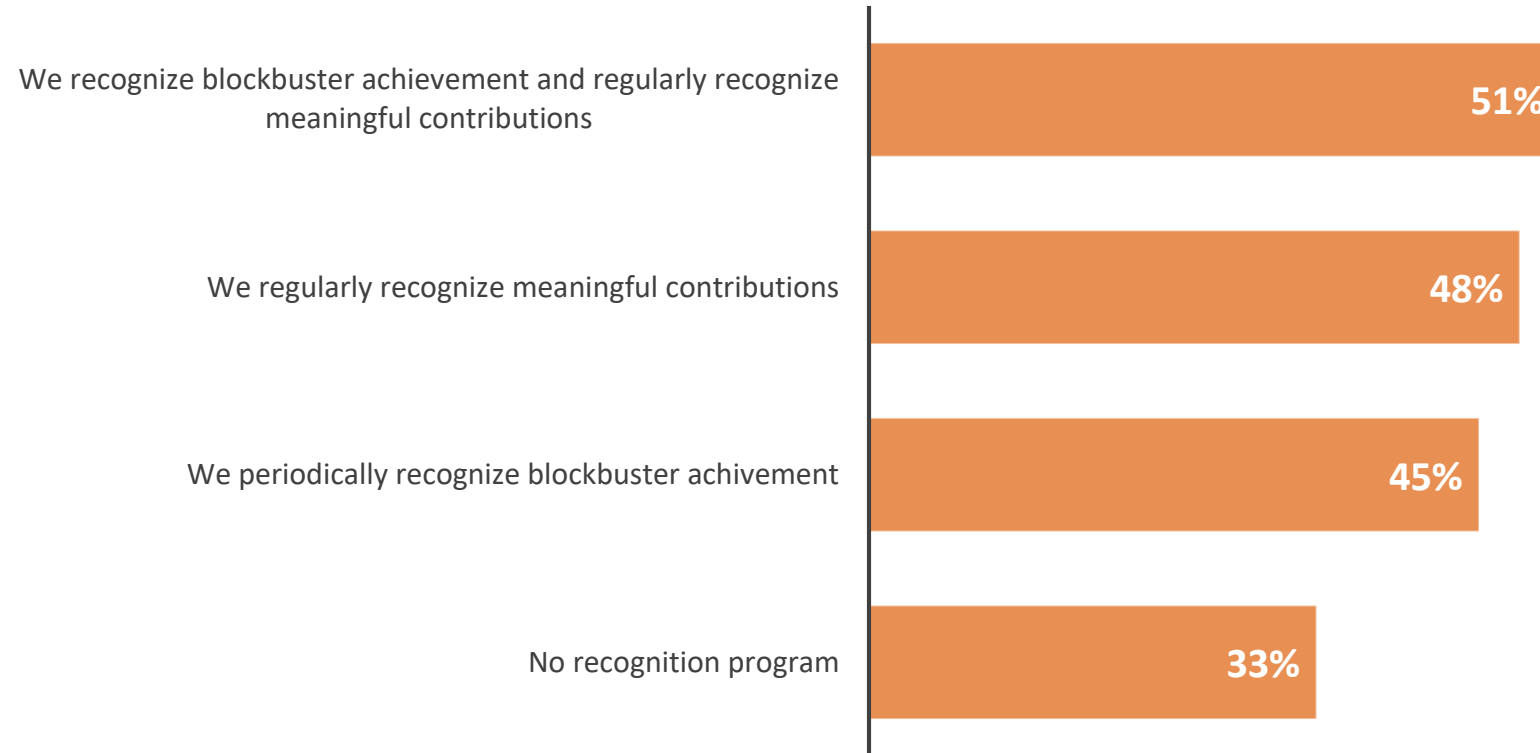 We recognize blockbuster achievement and regularly recognize
meaningful contributions
51%
We regularly recognize meaningful contributions
48%
We periodically recognize blockbuster achivement
45%
No recognition program
33%